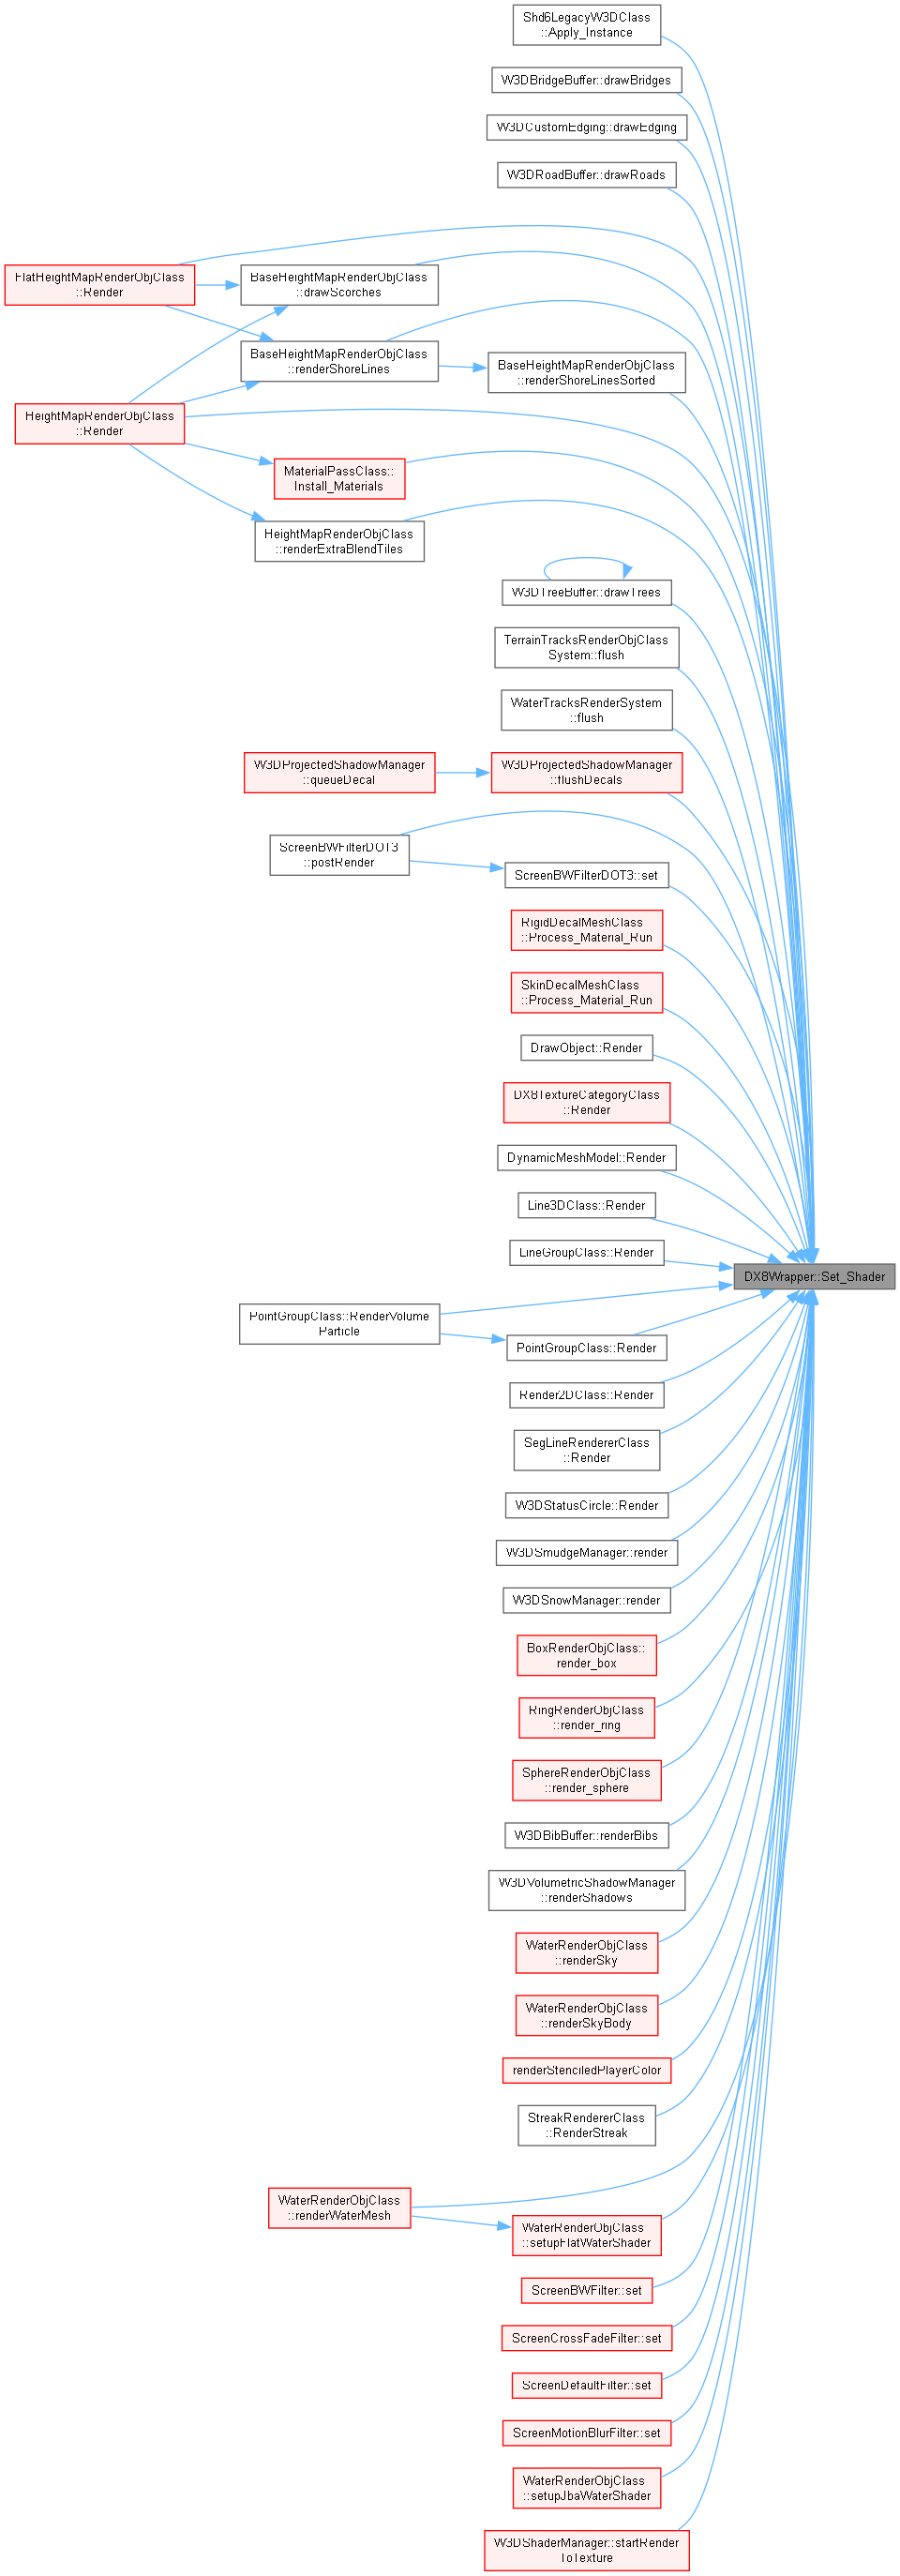 Shd6LegacyW3DClass
::Apply_Instance
W3DBridgeBuffer::drawBridges
W3DCustomEdging::drawEdging
W3DRoadBuffer::drawRoads
FlatHeightMapRenderObjClass
::Render
BaseHeightMapRenderObjClass
::drawScorches
BaseHeightMapRenderObjClass
::renderShoreLines
BaseHeightMapRenderObjClass
::renderShoreLinesSorted
HeightMapRenderObjClass
::Render
MaterialPassClass::
Install_Materials
HeightMapRenderObjClass
::renderExtraBlendTiles
W3DTreeBuffer::drawTrees
TerrainTracksRenderObjClass
System::flush
WaterTracksRenderSystem
::flush
W3DProjectedShadowManager
::queueDecal
W3DProjectedShadowManager
::flushDecals
ScreenBWFilterDOT3
::postRender
ScreenBWFilterDOT3::set
RigidDecalMeshClass
::Process_Material_Run
SkinDecalMeshClass
::Process_Material_Run
DrawObject::Render
DX8TextureCategoryClass
::Render
DynamicMeshModel::Render
Line3DClass::Render
LineGroupClass::Render
DX8Wrapper::Set_Shader
PointGroupClass::RenderVolume
Particle
PointGroupClass::Render
Render2DClass::Render
SegLineRendererClass
::Render
W3DStatusCircle::Render
W3DSmudgeManager::render
W3DSnowManager::render
BoxRenderObjClass::
render_box
RingRenderObjClass
::render_ring
SphereRenderObjClass
::render_sphere
W3DBibBuffer::renderBibs
W3DVolumetricShadowManager
::renderShadows
WaterRenderObjClass
::renderSky
WaterRenderObjClass
::renderSkyBody
renderStenciledPlayerColor
StreakRendererClass
::RenderStreak
WaterRenderObjClass
::renderWaterMesh
WaterRenderObjClass
::setupFlatWaterShader
ScreenBWFilter::set
ScreenCrossFadeFilter::set
ScreenDefaultFilter::set
ScreenMotionBlurFilter::set
WaterRenderObjClass
::setupJbaWaterShader
W3DShaderManager::startRender
ToTexture